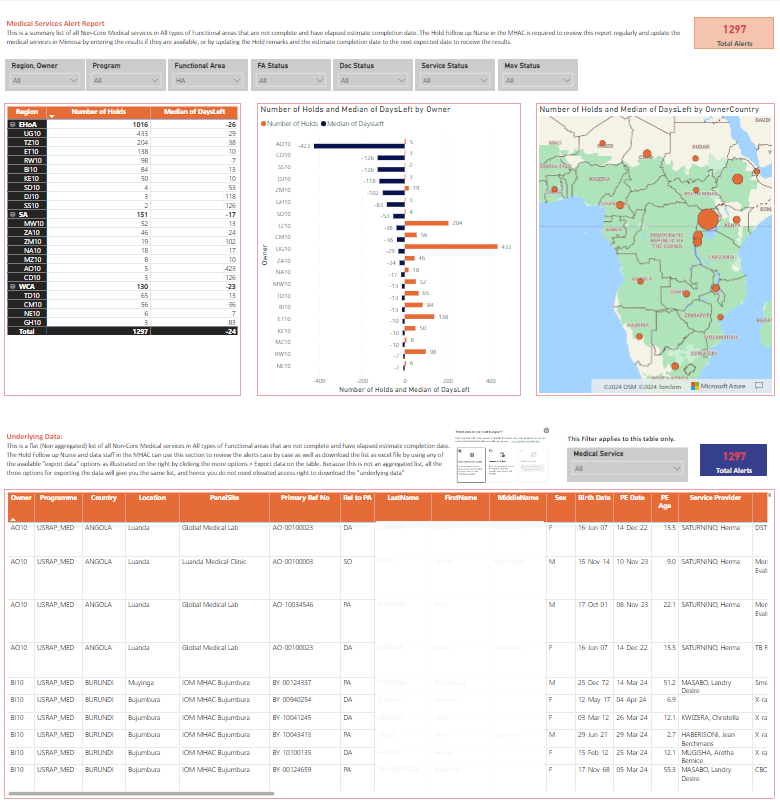 Medical Services Alert Report
This is a summary list of all Non-Core Medical services in All types of Functional areas that are not complete and have elapsed estimate completion date. The Hold Follow up Nurse in the MHAC is required to review this report regularly and update the
medical services in Mimosa by entering the results if they are available, or by updating the Hold remarks and the estimate completion date to the next expected date to receive the results.
1297
Total Alerts
Region, Owner Program Functional Area FA Status Doc Status Service Status Mov Status
All All HA All All All All
Region Number of Holds Median of DaysLeft
EHoA 1016 -26
UG10 433 -29
TZ10 204 -38
ET10 138 -10
RW10 98 -7
BI10 84 -13
KE10 50 -10
SD10 4 -53
DJ10 3 -118
SS10 2 -126
SA 151 -17
MW10 52 -13
ZA10 46 -24
ZM10 19 -102
NA10 18 -17
MZ10 8 -10
AO10 5 -423
CD10 3 -126
WCA 130 -23
TD10 65 -13
CM10 56 -36
NE10 6 -7
GH10 3 -83
Total 1297 -24
Number of Holds and Median of DaysLeft by Owner
Number of Holds Median of DaysLeft
AO10 -423 5
CD10 -126 3
SS10 -126 2
DJ10 -118 3
ZM10 -102 19
GH10 -83 3
SD10 -53 4
TZ10 -38 204
CM10 -36 56
UG10 -29 433
ZA10 -24 46
NA10 -17 18
MW10 -13 52
TD10 -13 65
BI10 -13 84
ET10 -10 138
KE10 -10 50
MZ10 -10 8
RW10 -7 98
NE10 -7 6
Owner
-400 -200 0 200 400
Number of Holds and Median of DaysLeft
Number of Holds and Median of DaysLeft by OwnerCountry
SAUDI
MALI
NIGER
SUDAN
NIGERIA
SOUTH SUDAN
KENYA
GABON
DEMOCRATIC
REPUBLIC OF
THE CONGO
TANZANIA
ANGOLA
ZAMBIA
ZIMBABWE
NAMIBIA
MOZAMBIQUE
ESWATINI
©2024 OSM ©2024 TomTom Microsoft Azure
Underlying Data:
This is a flat (Non aggregated) list of all Non-Core Medical services in All types of Functional areas that are not complete and have elapsed estimate completion date.
The Hold Follow up Nurse and data staff in the MHAC can use this section to review the alerts case by case as well as download the list as excel file by using any of
the available "export data" options as illustrated on the right by clicking the more options > Export data on the table. Because this is not an aggregated list, all the
three options for exporting the data will give you the same list, and hence you do not need elevated access right to download the "underlying data"
This Filter applies to this table only.
Medical Service
All
1297
Total Alerts
Owner Programme Country Location PanelSite Primary Ref No Rel to PA LastName FirstName MiddleName Sex Birth Date PE Date PE Age Service Provider
AO10 USRAP_MED ANGOLA Luanda Global Medical Lab AO 00100023 DA F 16 Jun 07 14 Dec 22 15.5 SATURNINO, Herma DST
AO10 USRAP_MED ANGOLA Luanda Luanda Medical Clinic AO 00100003 SO M 15 Nov 14 10 Nov 23 9.0 SATURNINO, Herma Mer
Eval
AO10 USRAP_MED ANGOLA Luanda Global Medical Lab AO -10034546 PA M 17 Oct 01 08 Nov 23 22.1 SATURNINO, Herma Mer
Eval
AO10 USRAP_MED ANGOLA Luanda Global Medical Lab AO 00100023 DA F 16 Jun 07 14 Dec 22 15.5 SATURNINO, Herma TB F
BI10 USRAP_MED BURUNDI Muyinga IOM MHAC Bujumbura BY 00124337 PA M 25 Dec 72 14 Mar 24 51.2 MASABO, Landry Sme
Desire
BI10 USRAP_MED BURUNDI Bujumbura IOM MHAC Bujumbura BY 00940254 DA F 12 May 17 04 Apr 24 6.9 X-ra
BI10 USRAP_MED BURUNDI Bujumbura IOM MHAC Bujumbura BY 10041245 DA F 03 Mar 12 26 Mar 24 12.1 KWIZERA, Christella X-ra
BI10 USRAP_MED BURUNDI Bujumbura IOM MHAC Bujumbura BY 10043413 PA M 29 Jun 21 29 Mar 24 2.7 HABERISONI, Jean X-ra
Berchmans
BI10 USRAP_MED BURUNDI Bujumbura IOM MHAC Bujumbura BY 10100135 DA F 15 Feb 12 25 Mar 24 12.1 MUGISHA, Aretha X-ra
Bernice
BI10 USRAP_MED BURUNDI Bujumbura IOM MHAC Bujumbura BY 00124659 PA F 17 Nov 68 05 Mar 24 55.3 MASABO, Landry CBC
Desire